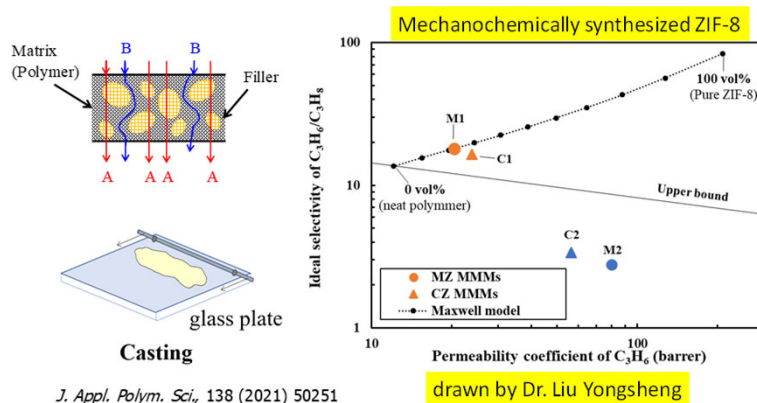 Mechanochemically synthesized ZIF-8
Matrix
(Polymer)
B
B
Filler
A
A
A
A
glass plate
Casting
J. Appl. Polym. Sci., 138 (2021) 50251
Ideal selectivity of C₃H₆/C₃H₈
100
10
1
100 vol%
(Pure ZIF-8)
M1
C1
0 vol%
(neat polymmer)
Upper bound
C2
M2
MZ MMMs
CZ MMMs
Maxwell model
10
100
Permeability coefficient of C₃H₆ (barrer)
drawn by Dr. Liu Yongsheng